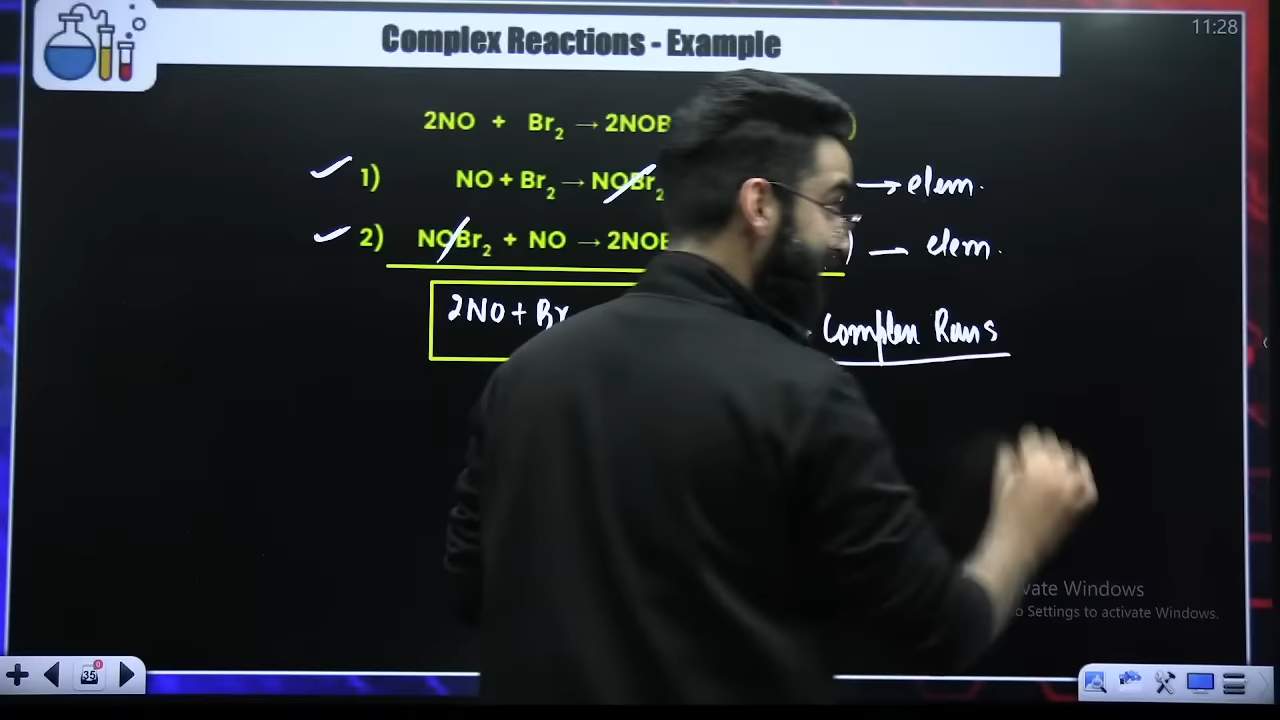 11:28
Complex Reactions - Example
2NO + Br₂ → 2NOB )
1) NO + Br₂ → NOBr₂ → elem.
2) NOBr₂ + NO → 2NOB ) — elem.
2NO + Br
Complex Rxns
vate Windows
o Settings to activate Windows.
35